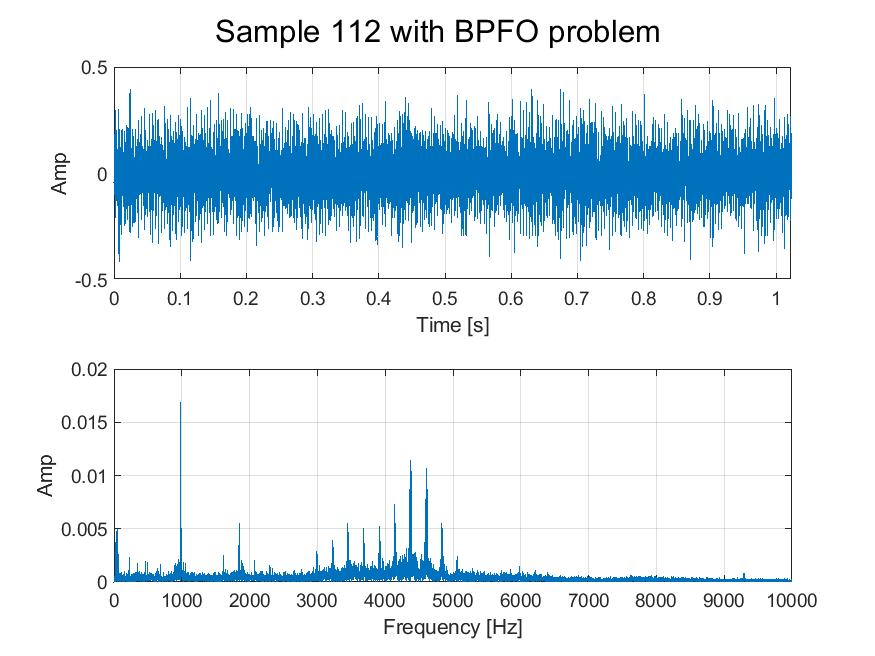 Sample 112 with BPFO problem
0.5
0
-0.5
Amp
0 0.1 0.2 0.3 0.4 0.5 0.6 0.7 0.8 0.9 1
Time [s]
0.02
0.015
0.01
0.005
0
Amp
0 1000 2000 3000 4000 5000 6000 7000 8000 9000 10000
Frequency [Hz]